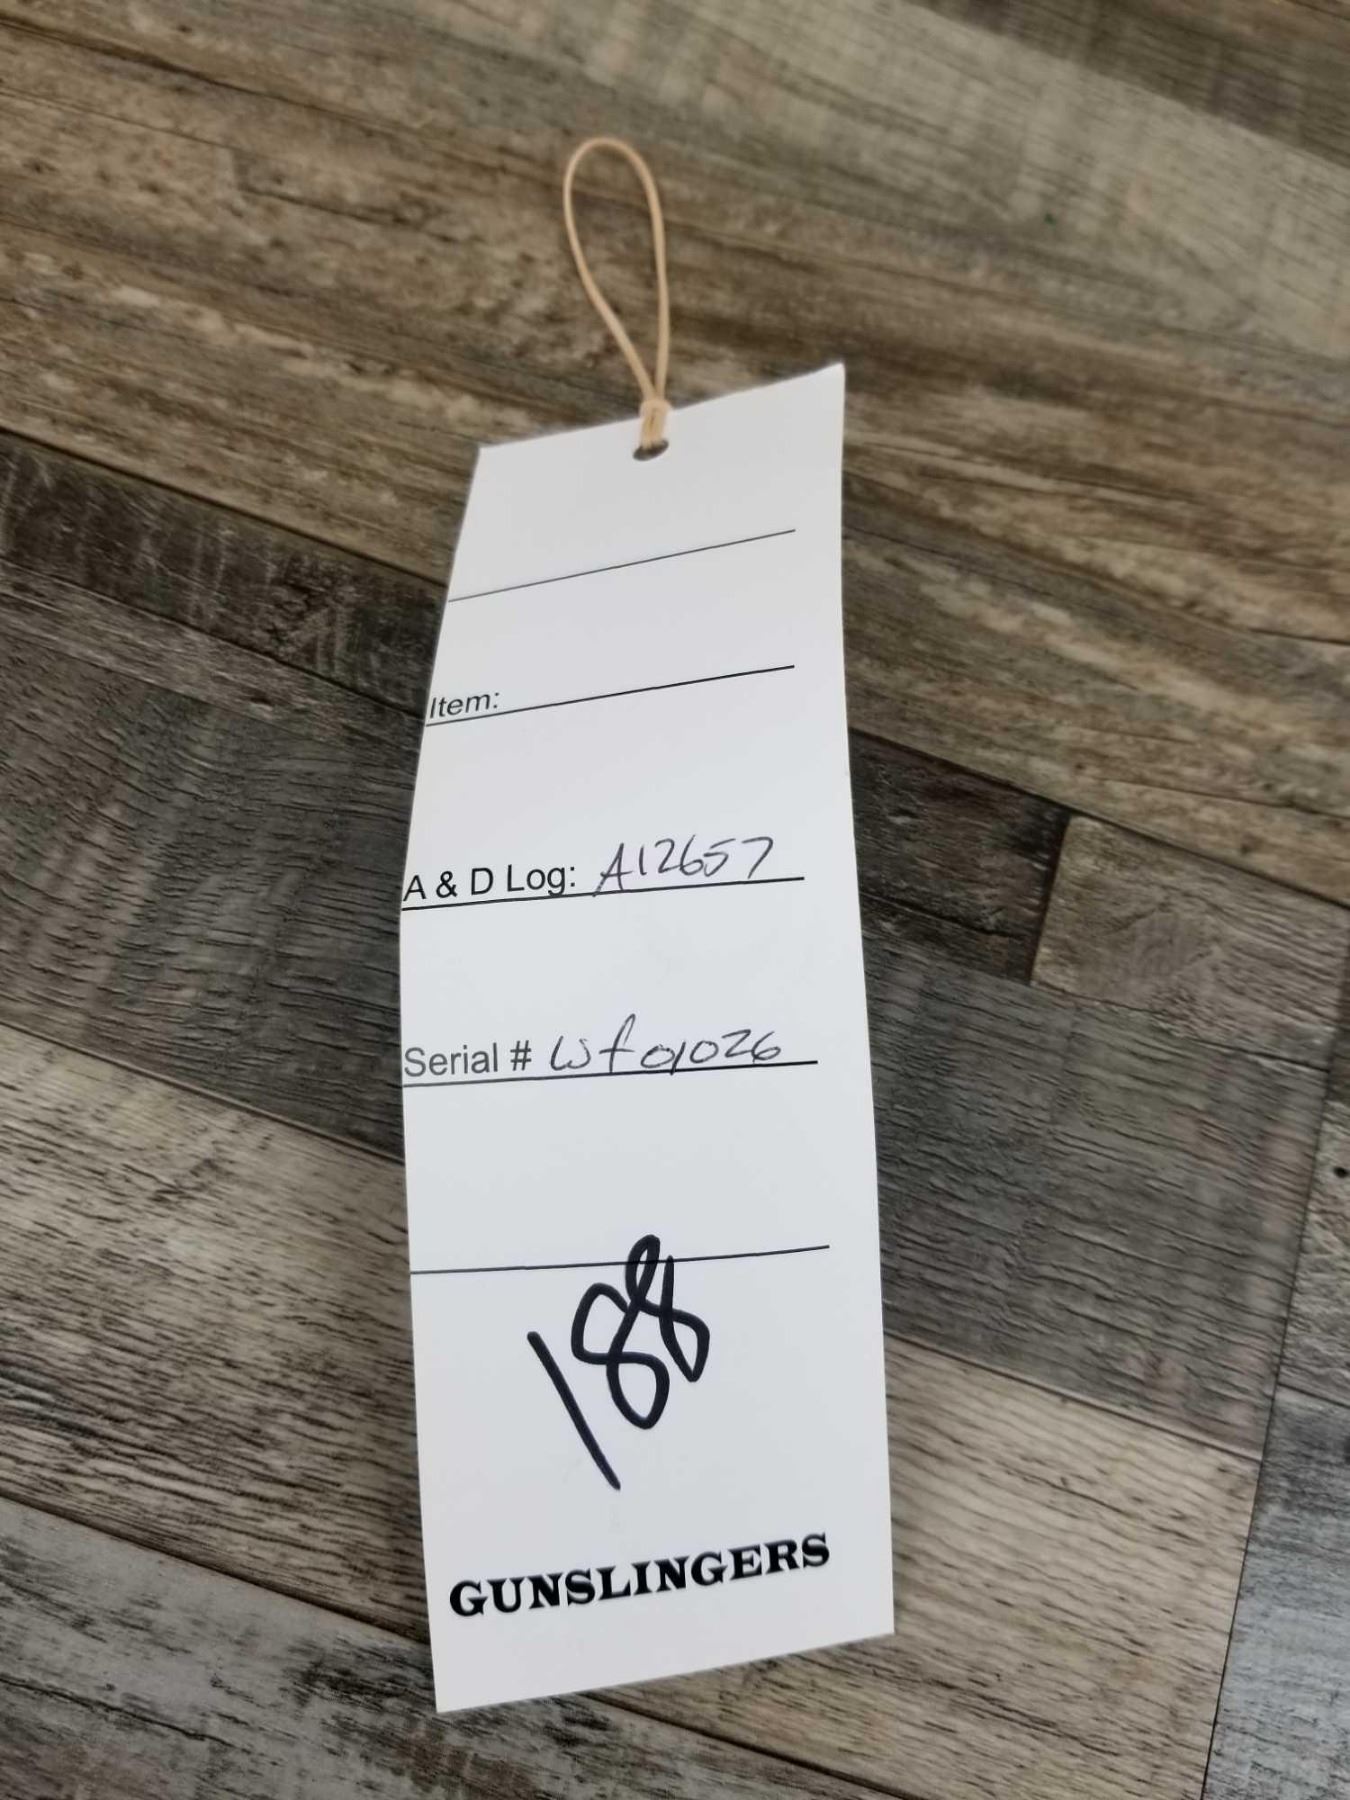 Item:
A & D Log: A12657
Serial # Wf01026
188
GUNSLINGERS